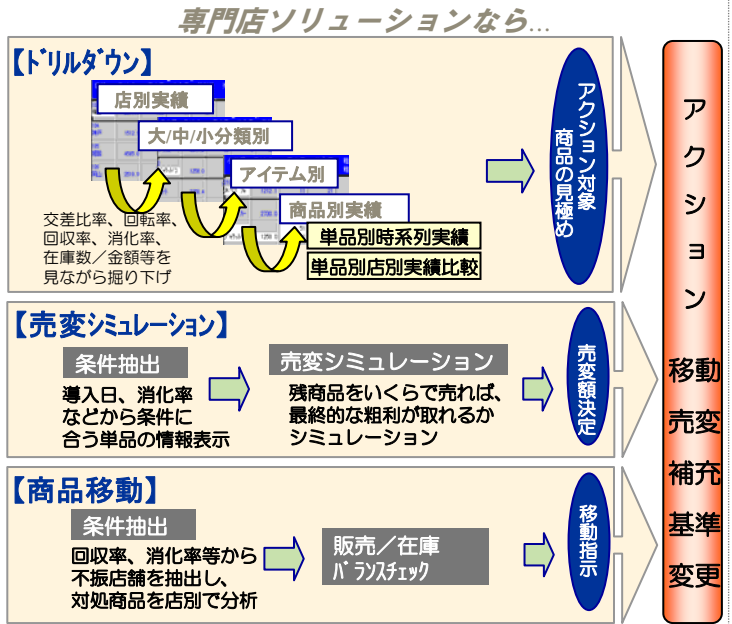 専門店ソリューションなら...
【ドリルダウン】
店別実績
大/中/小分類別
アイテム別
商品別実績
単品別時系列実績
単品別店別実績比較
交差比率、回転率、
回収率、消化率、
在庫数／金額等を
見ながら掘り下げ
アクション対象
商品の見極め
【売変シミュレーション】
条件抽出
導入日、消化率
などから条件に
合う単品の情報表示
売変シミュレーション
残商品をいくらで売れば、
最終的な粗利が取れるか
シミュレーション
売変額決定
【商品移動】
条件抽出
回収率、消化率等から
不振店舗を抽出し、
対処商品を店別で分析
販売／在庫
バランスチェック
移動指示
アクション
移動
売変
補充
基準
変更